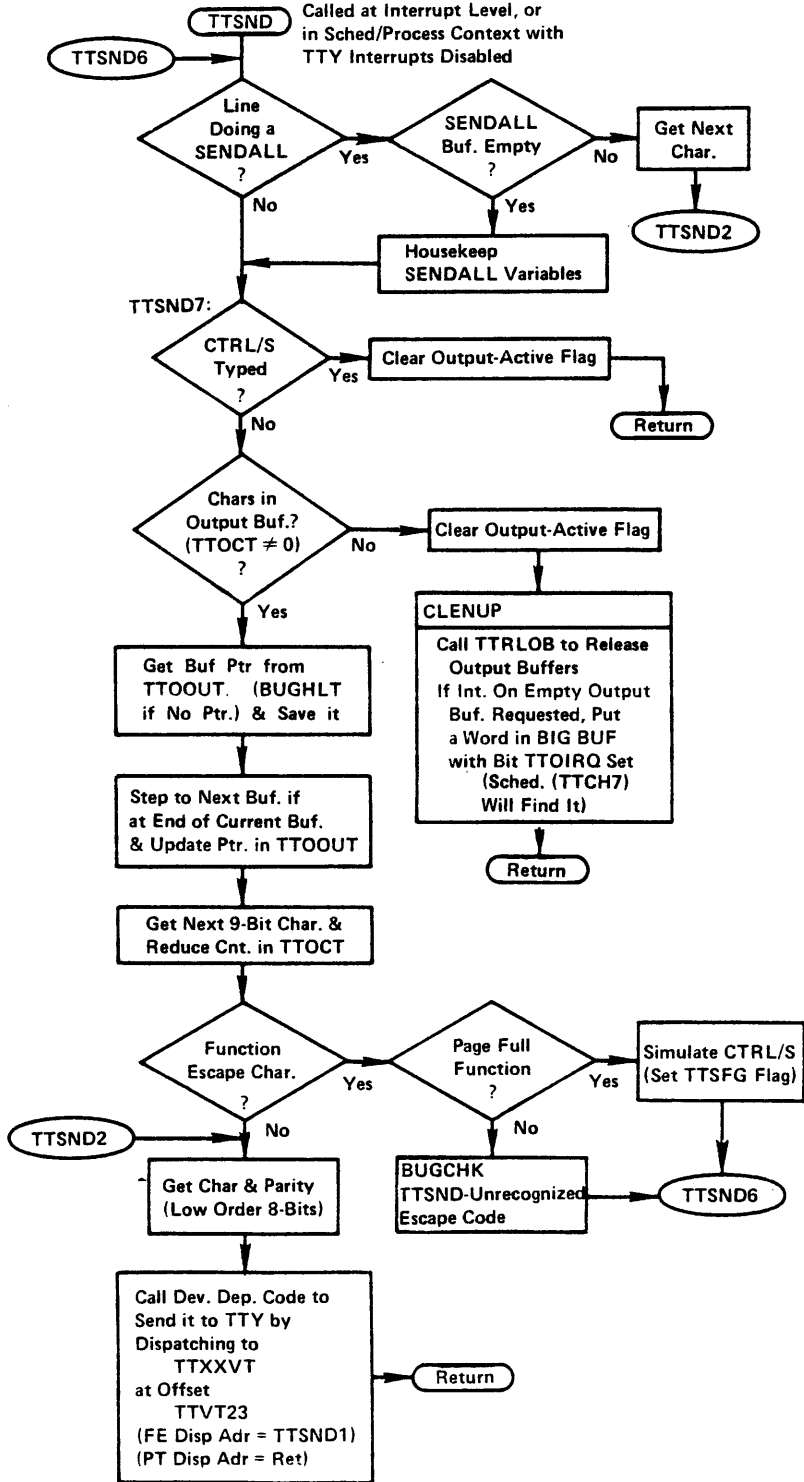 TTSND
Called at Interrupt Level, or
in Sched/Process Context with
TTY Interrupts Disabled
TTSND6
Line
Doing a
SENDALL
?
Yes
No
SENDALL
Buf. Empty
?
No
Yes
Get Next
Char.
TTSND2
Housekeep
SENDALL Variables
TTSND7:
CTRL/S
Typed
?
Yes
No
Clear Output-Active Flag
Return
Chars in
Output Buf.?
(TTOCT ≠ 0)
?
No
Yes
Clear Output-Active Flag
CLENUP
Call TTRLOB to Release
Output Buffers
If Int. On Empty Output
Buf. Requested, Put
a Word in BIG BUF
with Bit TTOIRQ Set
(Sched. (TTCH7)
Will Find It)
Return
Get Buf Ptr from
TTOOUT. (BUGHLT
if No Ptr.) & Save it
Step to Next Buf. if
at End of Current Buf.
& Update Ptr. in TTOOUT
Get Next 9-Bit Char. &
Reduce Cnt. in TTOCT
Function
Escape Char.
?
Yes
No
Page Full
Function
?
Yes
No
Simulate CTRL/S
(Set TTSFG Flag)
TTSND2
BUGCHK
TTSND-Unrecognized
Escape Code
TTSND6
Get Char & Parity
(Low Order 8-Bits)
Call Dev. Dep. Code to
Send it to TTY by
Dispatching to
TTXXVT
at Offset
TTVT23
(FE Disp Adr = TTSND1)
(PT Disp Adr = Ret)
Return